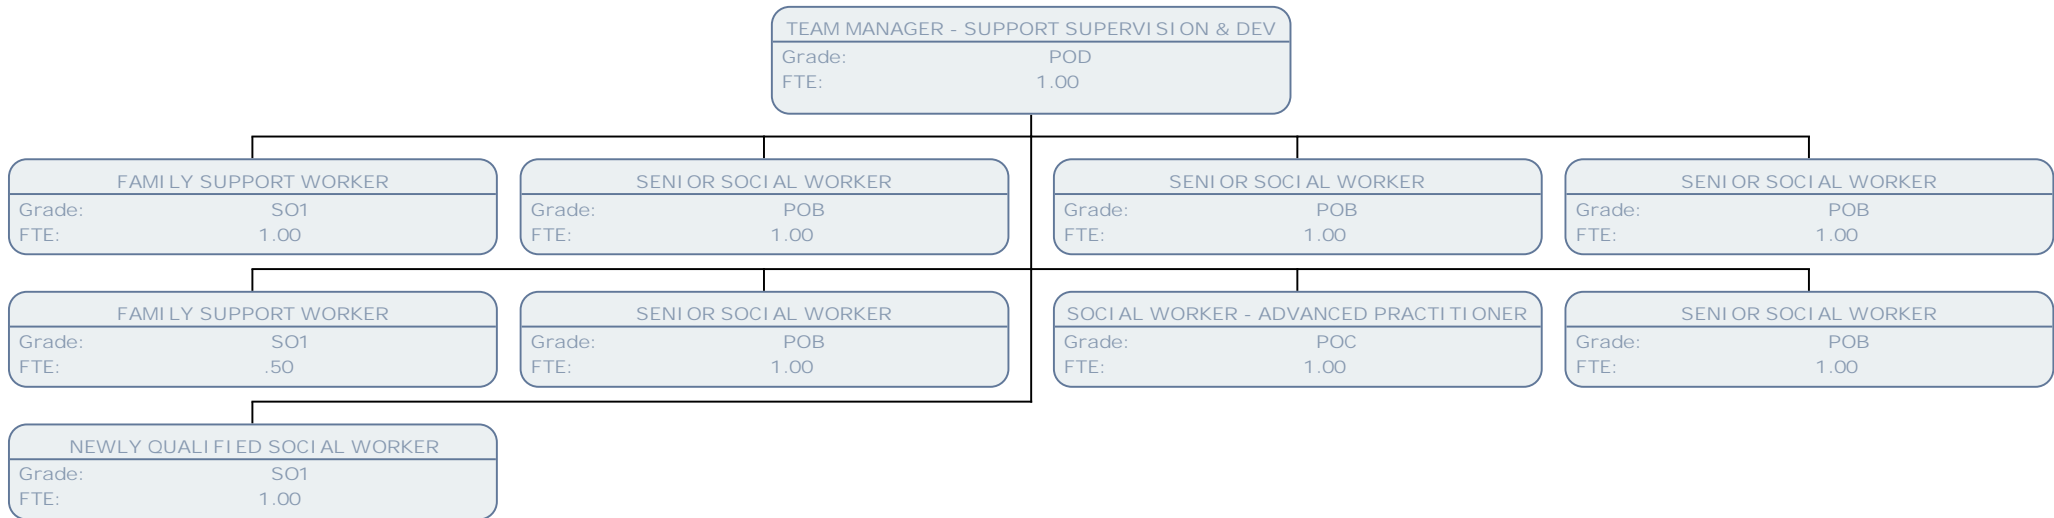 TEAM MANAGER - SUPPORT SUPERVISION & DEV
Grade: POD
FTE: 1.00
FAMILY SUPPORT WORKER
Grade: SO1
FTE: 1.00
SENIOR SOCIAL WORKER
Grade: POB
FTE: 1.00
SENIOR SOCIAL WORKER
Grade: POB
FTE: 1.00
SENIOR SOCIAL WORKER
Grade: POB
FTE: 1.00
FAMILY SUPPORT WORKER
Grade: SO1
FTE: .50
SENIOR SOCIAL WORKER
Grade: POB
FTE: 1.00
SOCIAL WORKER - ADVANCED PRACTITIONER
Grade: POC
FTE: 1.00
SENIOR SOCIAL WORKER
Grade: POB
FTE: 1.00
NEWLY QUALIFIED SOCIAL WORKER
Grade: SO1
FTE: 1.00